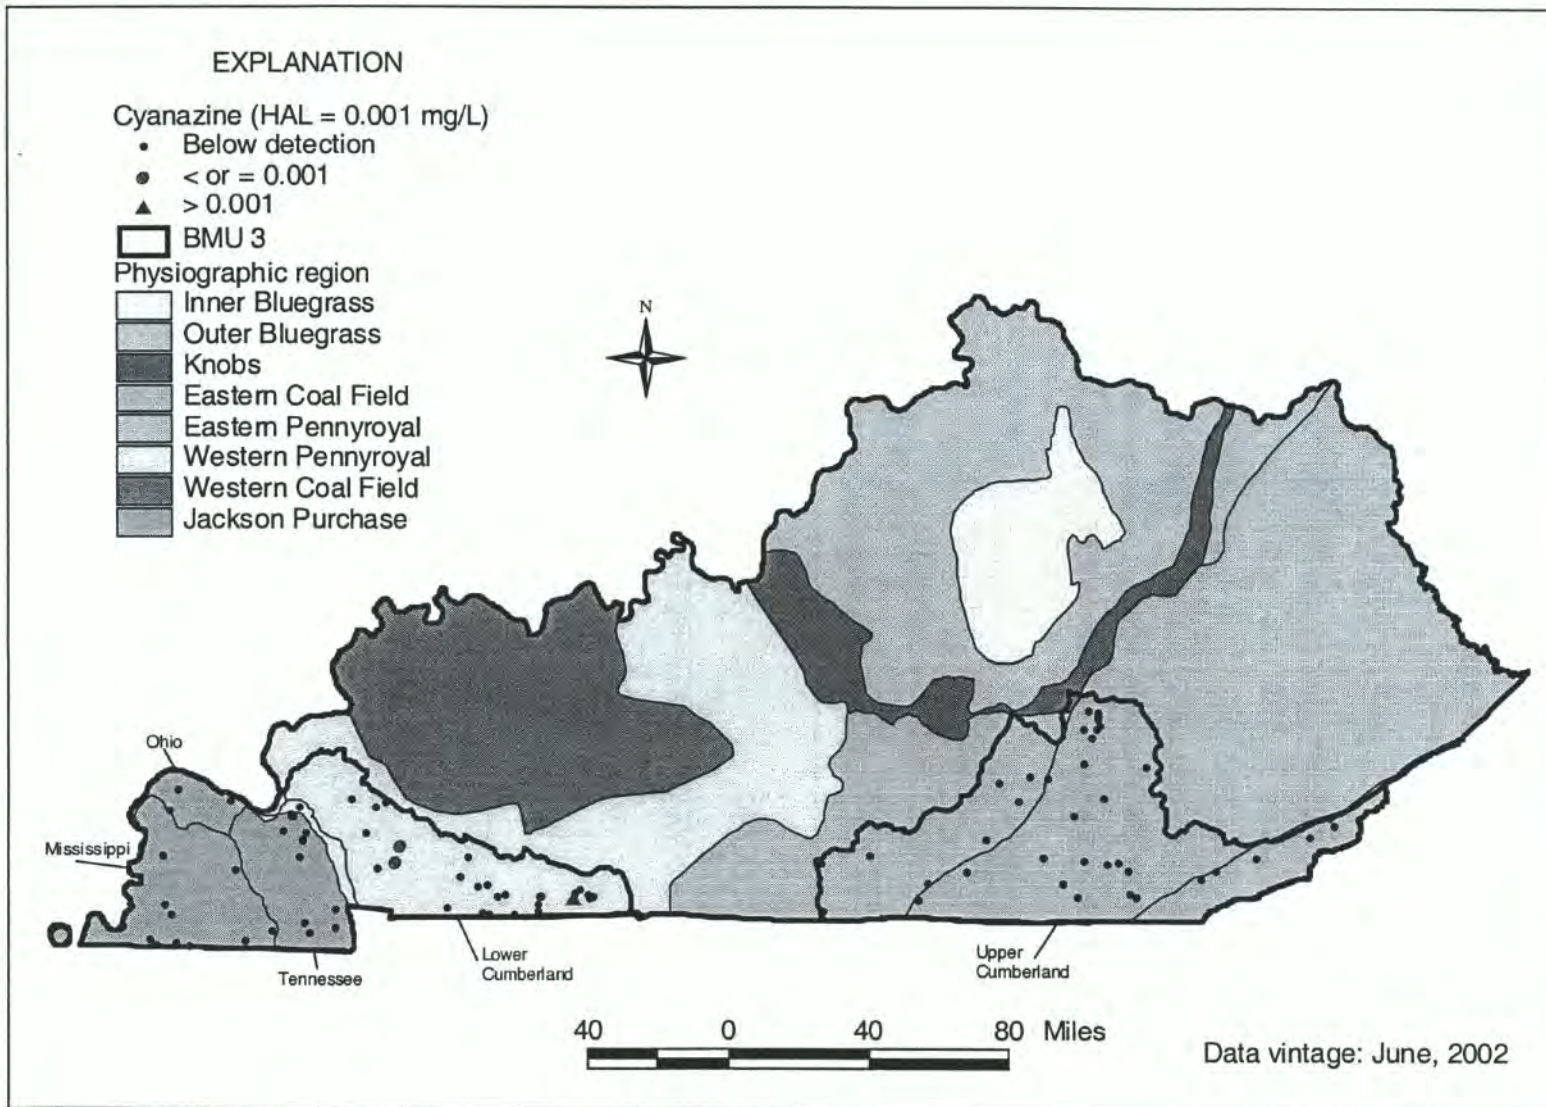 EXPLANATION
Cyanazine (HAL = 0.001 mg/L)
Below detection
< or = 0.001
> 0.001
BMU 3
Physiographic region
Inner Bluegrass
Outer Bluegrass
Knobs
Eastern Coal Field
Eastern Pennyroyal
Western Pennyroyal
Western Coal Field
Jackson Purchase
N
Ohio
Mississippi
Tennessee
Lower
Cumberland
Upper
Cumberland
40 0 40 80 Miles
Data vintage: June, 2002